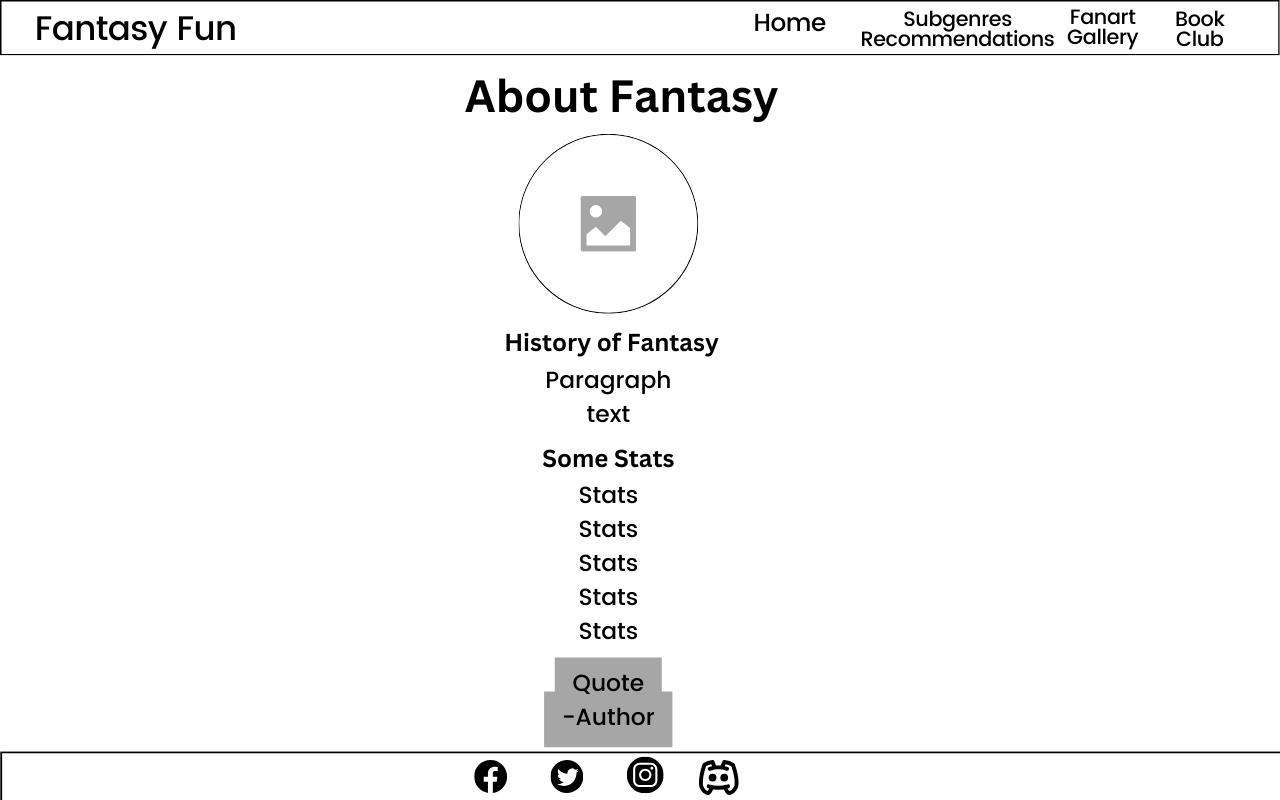 Fantasy Fun
Home
Subgenres
Recommendations
Fanart
Gallery
Book
Club
About Fantasy
History of Fantasy
Paragraph
text
Some Stats
Stats
Stats
Stats
Stats
Stats
Quote
-Author